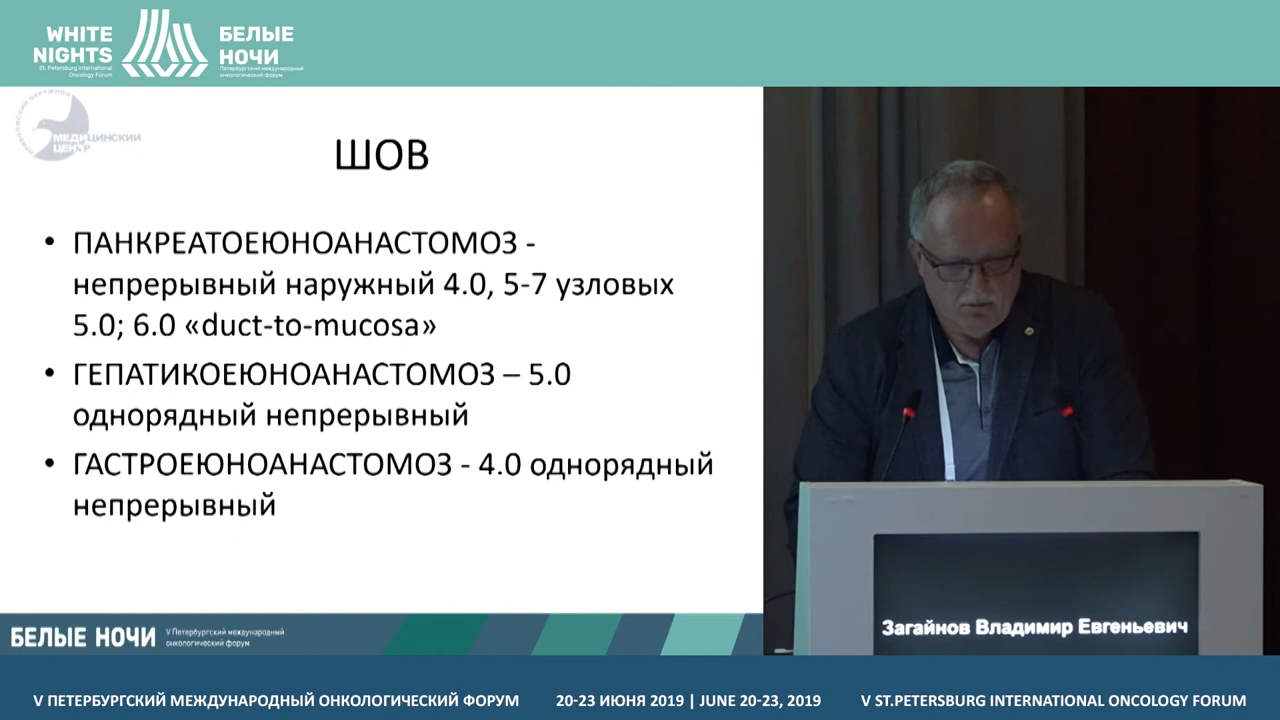 WHITE
NIGHTS
St. Petersburg International
Oncology Forum
БЕЛЫЕ
НОЧИ
Петербургский международный
онкологический форум
МЕДИЦИНСКИЙ
ЦЕНТР
ШОВ
• ПАНКРЕАТОЕЮНОАНАСТОМОЗ -
непрерывный наружный 4.0, 5-7 узловых
5.0; 6.0 «duct-to-mucosa»
• ГЕПАТИКОЕЮНОАНАСТОМОЗ – 5.0
однорядный непрерывный
• ГАСТРОЕЮНОАНАСТОМОЗ - 4.0 однорядный
непрерывный
БЕЛЫЕ НОЧИ
V Петербургский международный
онкологический форум
Загайнов Владимир Евгеньевич
V ПЕТЕРБУРГСКИЙ МЕЖДУНАРОДНЫЙ ОНКОЛОГИЧЕСКИЙ ФОРУМ 20-23 ИЮНЯ 2019 | JUNE 20-23, 2019 V ST.PETERSBURG INTERNATIONAL ONCOLOGY FORUM